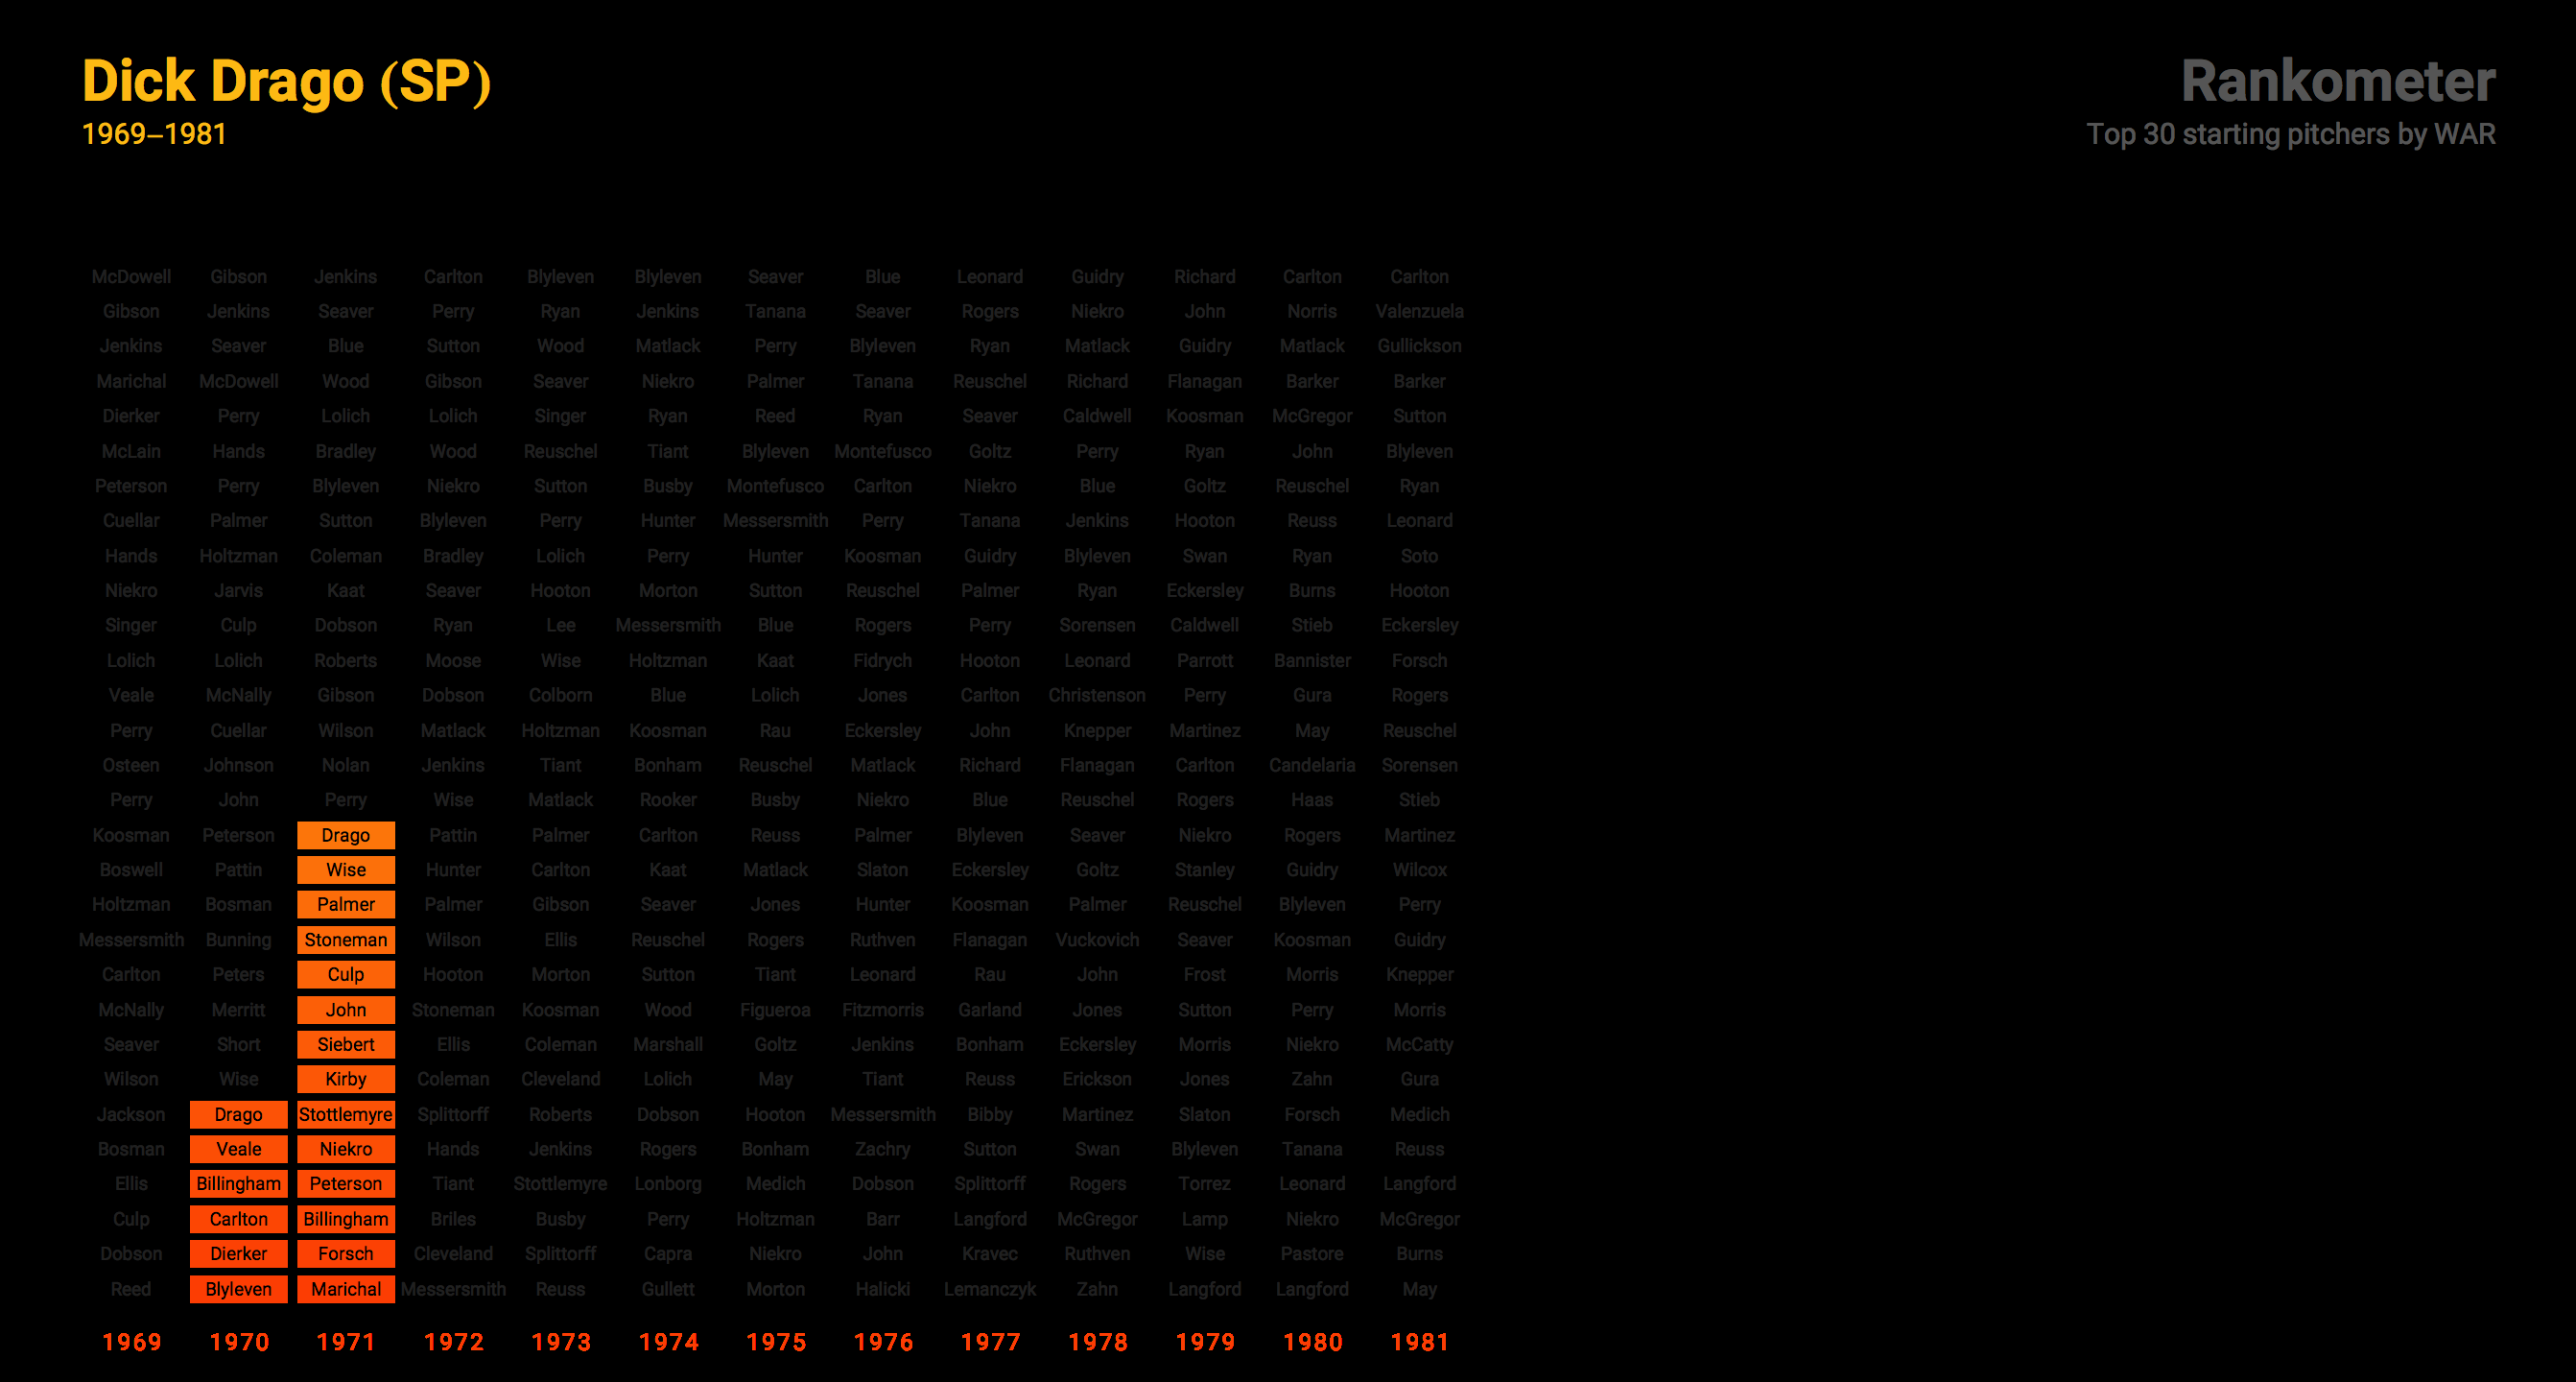 Dick Drago (SP)
1969–1981
Rankometer
Top 30 starting pitchers by WAR
McDowell Gibson Jenkins Carlton Blyleven Blyleven Seaver Blue Leonard Guidry Richard Carlton Carlton
Gibson Jenkins Seaver Perry Ryan Jenkins Tanana Seaver Rogers Niekro John Norris Valenzuela
Jenkins Seaver Blue Sutton Wood Matlack Perry Blyleven Ryan Matlack Guidry Matlack Gullickson
Marichal McDowell Wood Gibson Seaver Niekro Palmer Tanana Reuschel Richard Flanagan Barker Barker
Dierker Perry Lolich Lolich Singer Ryan Reed Ryan Seaver Caldwell Koosman McGregor Sutton
McLain Hands Bradley Wood Reuschel Tiant Blyleven Montefusco Goltz Perry Ryan John Blyleven
Peterson Perry Blyleven Niekro Sutton Busby Montefusco Carlton Niekro Blue Goltz Reuschel Ryan
Cuellar Palmer Sutton Blyleven Perry Hunter Messersmith Perry Tanana Jenkins Hooton Reuss Leonard
Hands Holtzman Coleman Bradley Lolich Perry Hunter Koosman Guidry Blyleven Swan Ryan Soto
Niekro Jarvis Kaat Seaver Hooton Morton Sutton Reuschel Palmer Ryan Eckersley Burns Hooton
Singer Culp Dobson Ryan Lee Messersmith Blue Rogers Perry Sorensen Caldwell Stieb Eckersley
Lolich Lolich Roberts Moose Wise Holtzman Kaat Fidrych Hooton Leonard Parrott Bannister Forsch
Veale McNally Gibson Dobson Colborn Blue Lolich Jones Carlton Christenson Perry Gura Rogers
Perry Cuellar Wilson Matlack Holtzman Koosman Rau Eckersley John Knepper Martinez May Reuschel
Osteen Johnson Nolan Jenkins Tiant Bonham Reuschel Matlack Richard Flanagan Carlton Candelaria Sorensen
Perry John Perry Wise Matlack Rooker Busby Niekro Blue Reuschel Rogers Haas Stieb
Koosman Peterson Drago Pattin Palmer Carlton Reuss Palmer Blyleven Seaver Niekro Rogers Martinez
Boswell Pattin Wise Hunter Carlton Kaat Matlack Slaton Eckersley Goltz Stanley Guidry Wilcox
Holtzman Bosman Palmer Palmer Gibson Seaver Jones Hunter Koosman Palmer Reuschel Blyleven Perry
Messersmith Bunning Stoneman Wilson Ellis Reuschel Rogers Ruthven Flanagan Vuckovich Seaver Koosman Guidry
Carlton Peters Culp Hooton Morton Sutton Tiant Leonard Rau John Frost Morris Knepper
McNally Merritt John Stoneman Koosman Wood Figueroa Fitzmorris Garland Jones Sutton Perry Morris
Seaver Short Siebert Ellis Coleman Marshall Goltz Jenkins Bonham Eckersley Morris Niekro McCatty
Wilson Wise Kirby Coleman Cleveland Lolich May Tiant Reuss Erickson Jones Zahn Gura
Jackson Drago Stottlemyre Splittorff Roberts Dobson Hooton Messersmith Bibby Martinez Slaton Forsch Medich
Bosman Veale Niekro Hands Jenkins Rogers Bonham Zachry Sutton Swan Blyleven Tanana Reuss
Ellis Billingham Peterson Tiant Stottlemyre Lonborg Medich Dobson Splittorff Rogers Torrez Leonard Langford
Culp Carlton Billingham Briles Busby Perry Holtzman Barr Langford McGregor Lamp Niekro McGregor
Dobson Dierker Forsch Cleveland Splittorff Capra Niekro John Kravec Ruthven Wise Pastore Burns
Reed Blyleven Marichal Messersmith Reuss Gullett Morton Halicki Lemanczyk Zahn Langford Langford May
1969 1970 1971 1972 1973 1974 1975 1976 1977 1978 1979 1980 1981